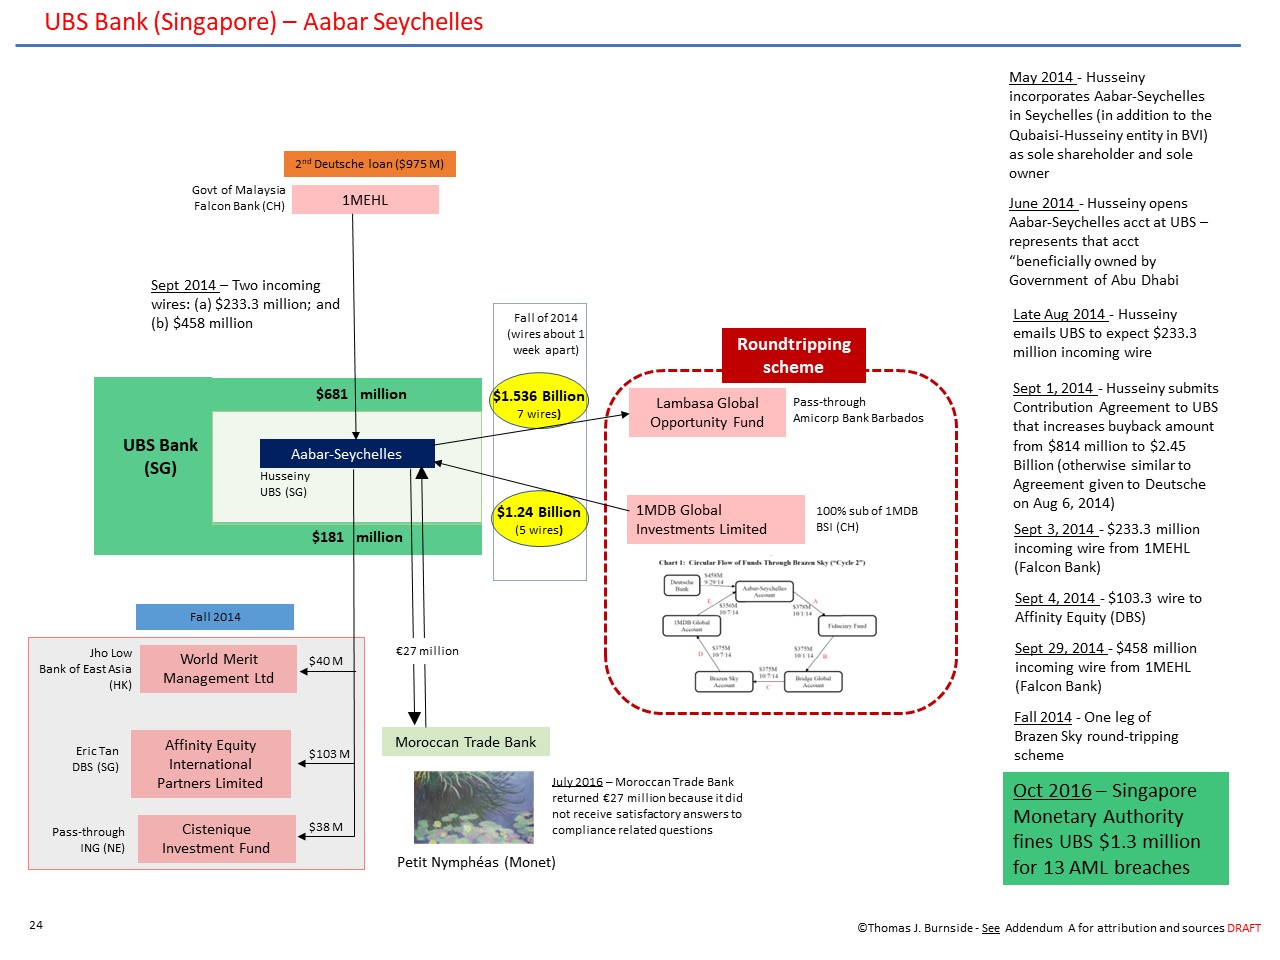 UBS Bank (Singapore) – Aabar Seychelles
2nd Deutsche loan ($975 M)
Govt of Malaysia
Falcon Bank (CH)
1MEHL
Sept 2014 – Two incoming
wires: (a) $233.3 million; and
(b) $458 million
Fall of 2014
(wires about 1
week apart)
$681 million
UBS Bank
(SG)
Aabar-Seychelles
Husseiny
UBS (SG)
$181 million
$1.536 Billion
7 wires)
$1.24 Billion
(5 wires)
Roundtripping
scheme
Lambasa Global
Opportunity Fund
Pass-through
Amicorp Bank Barbados
1MDB Global
Investments Limited
100% sub of 1MDB
BSI (CH)
Chart 1: Circular Flow of Funds Through Brazen Sky ("Cycle 2")
Deutsche
Bank
$458M
9/29/14
Aabar-Seychelles
Account
E
$356M
10/7/14
$378M
10/1/14
A
1MDB Global
Account
Fiduciary Fund
D
$375M
10/7/14
$375M
10/1/14
B
Brazen Sky
Account
$375M
10/7/14
C
Bridge Global
Account
Fall 2014
Jho Low
Bank of East Asia
(HK)
World Merit
Management Ltd
$40 M
Eric Tan
DBS (SG)
Affinity Equity
International
Partners Limited
$103 M
Pass-through
ING (NE)
Cistenique
Investment Fund
$38 M
€27 million
Moroccan Trade Bank
July 2016 – Moroccan Trade Bank
returned €27 million because it did
not receive satisfactory answers to
compliance related questions
Petit Nymphéas (Monet)
May 2014 - Husseiny
incorporates Aabar-Seychelles
in Seychelles (in addition to the
Qubaisi-Husseiny entity in BVI)
as sole shareholder and sole
owner
June 2014 - Husseiny opens
Aabar-Seychelles acct at UBS –
represents that acct
“beneficially owned by
Government of Abu Dhabi
Late Aug 2014 - Husseiny
emails UBS to expect $233.3
million incoming wire
Sept 1, 2014 - Husseiny submits
Contribution Agreement to UBS
that increases buyback amount
from $814 million to $2.45
Billion (otherwise similar to
Agreement given to Deutsche
on Aug 6, 2014)
Sept 3, 2014 - $233.3 million
incoming wire from 1MEHL
(Falcon Bank)
Sept 4, 2014 - $103.3 wire to
Affinity Equity (DBS)
Sept 29, 2014 - $458 million
incoming wire from 1MEHL
(Falcon Bank)
Fall 2014 - One leg of
Brazen Sky round-tripping
scheme
Oct 2016 – Singapore
Monetary Authority
fines UBS $1.3 million
for 13 AML breaches
24
©Thomas J. Burnside - See Addendum A for attribution and sources DRAFT